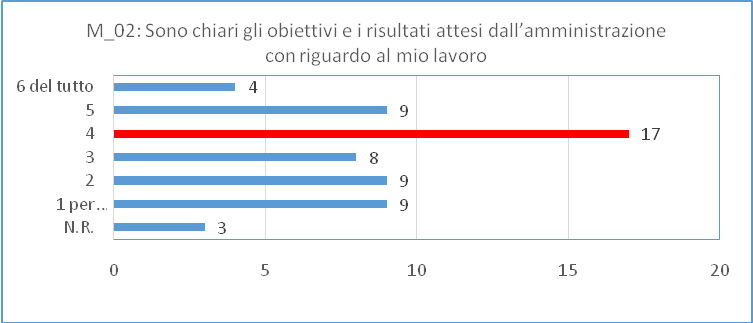 M_02: Sono chiari gli obiettivi e i risultati attesi dall’amministrazione
con riguardo al mio lavoro
6 del tutto 4
5 9
4 17
3 8
2 9
1 per... 9
N.R. 3
0 5 10 15 20